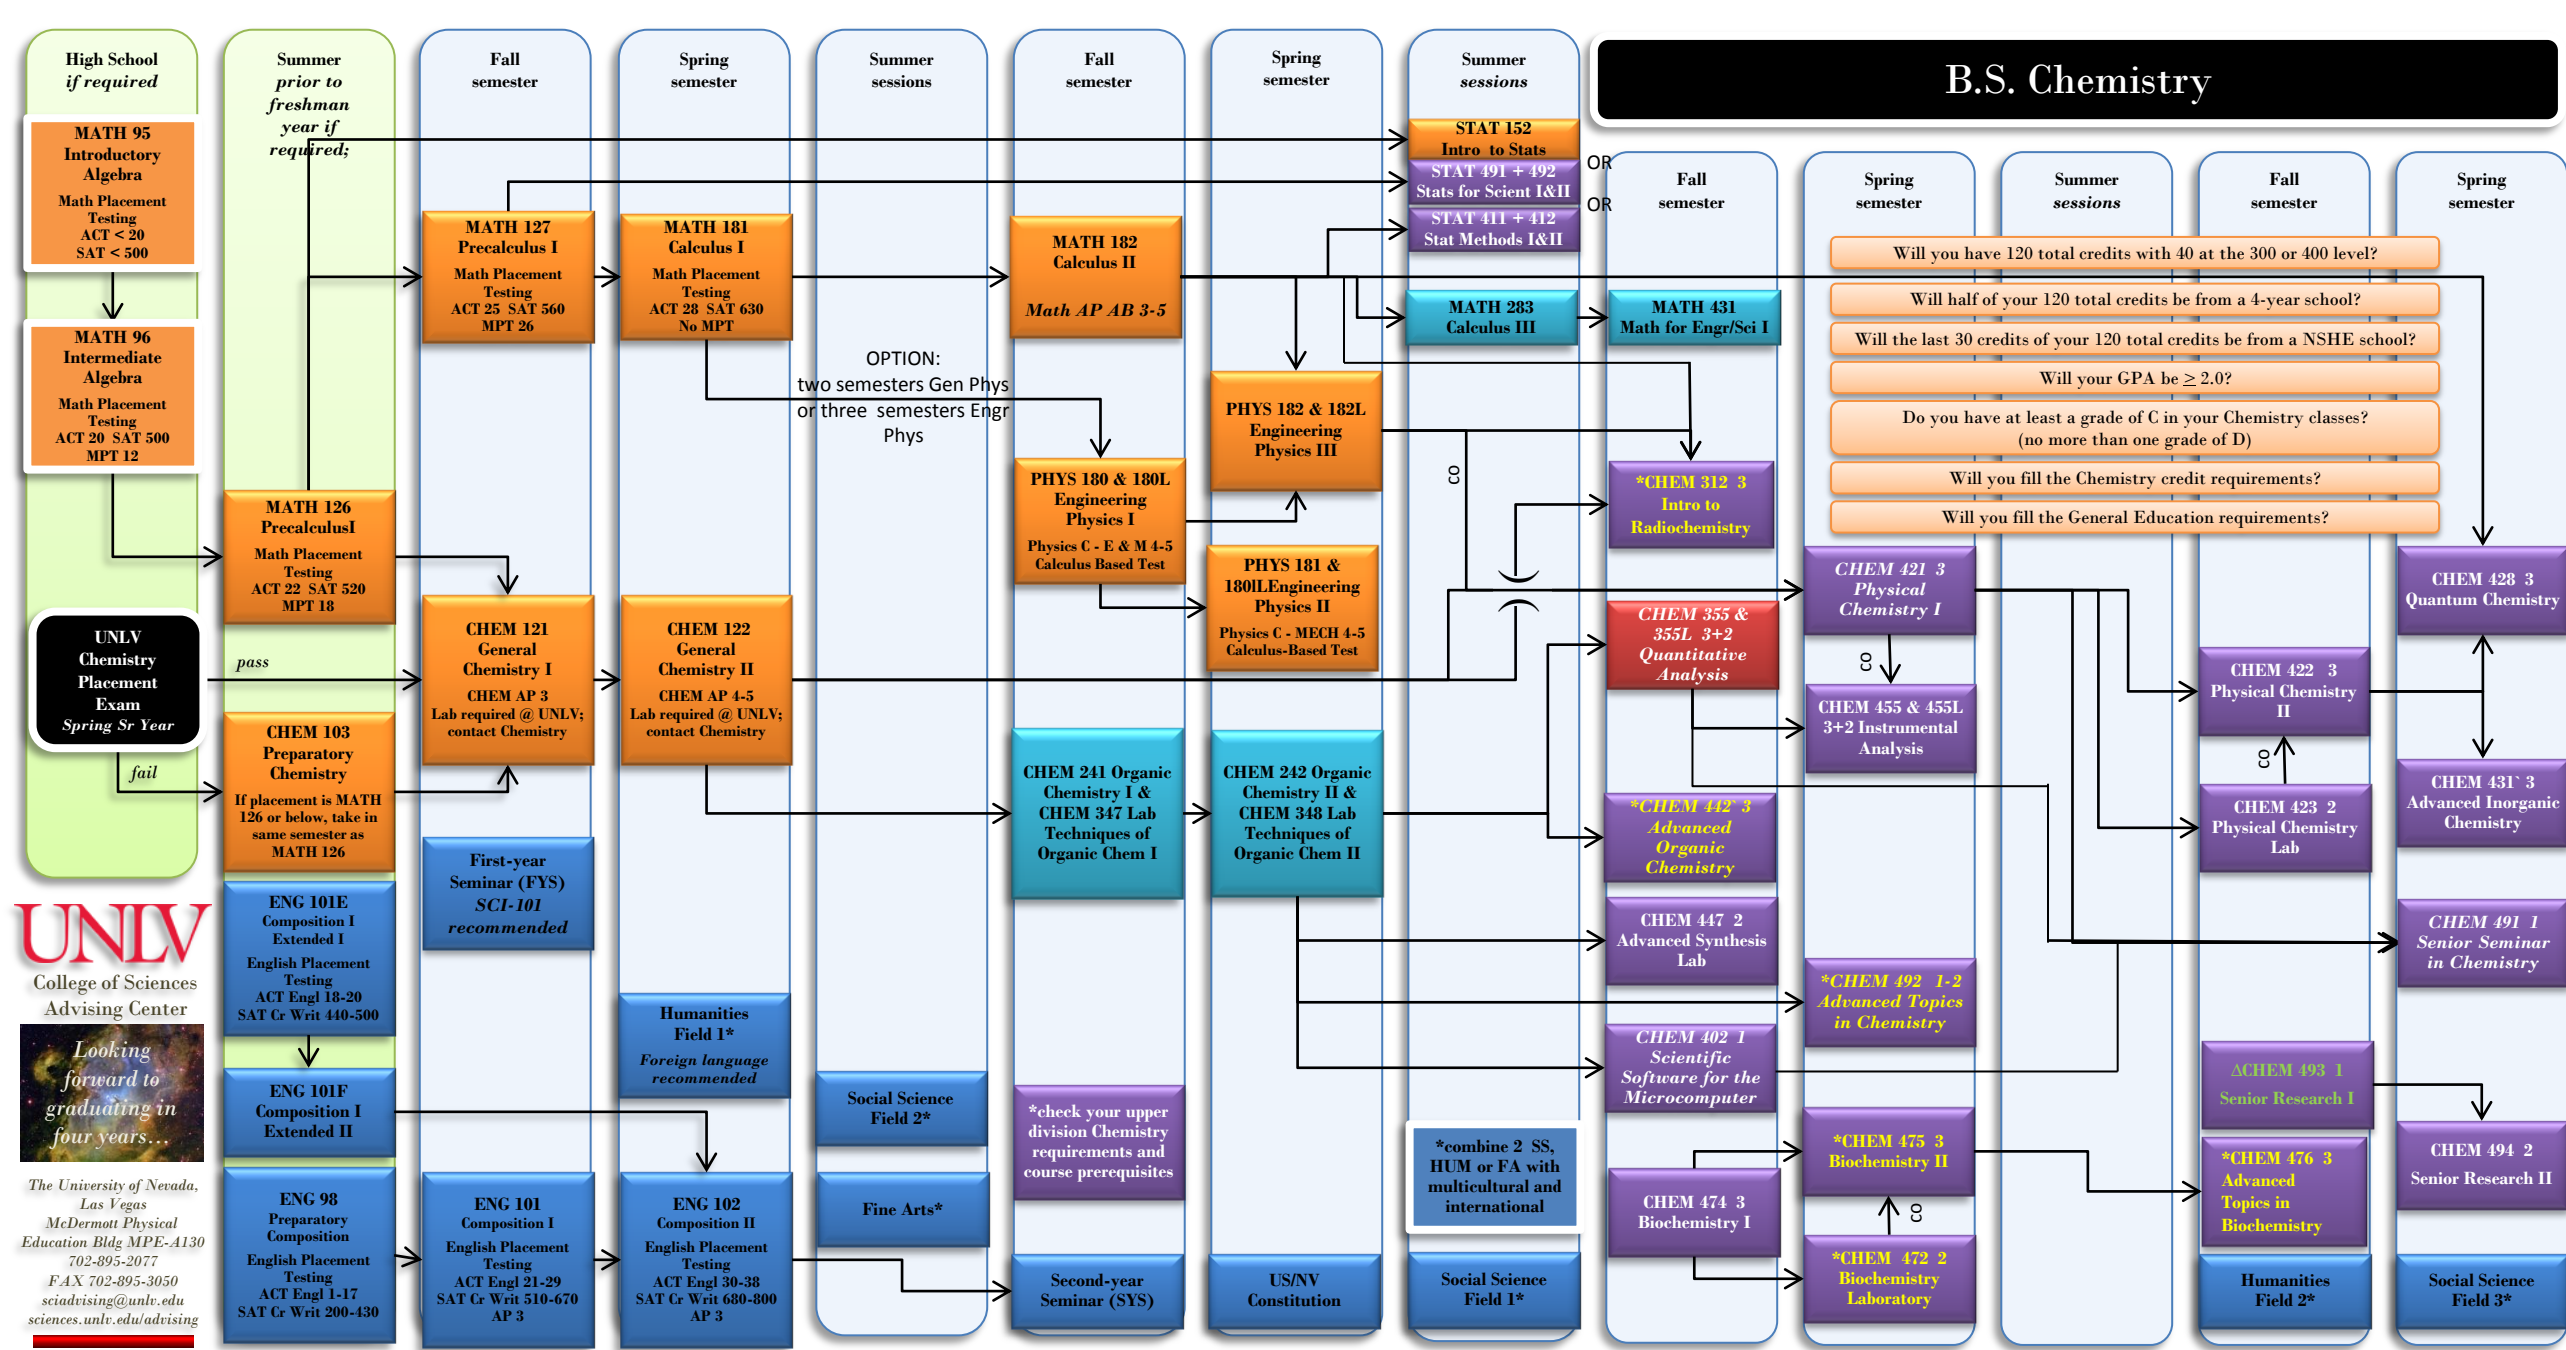 B.S. Chemistry
High School
if required
MATH 95
Introductory
Algebra
Math Placement
Testing
ACT < 20
SAT < 500
MATH 96
Intermediate
Algebra
Math Placement
Testing
ACT 20 SAT 500
MPT 12
UNLV
Chemistry
Placement
Exam
Spring Sr Year
pass
fail
UNLV
College of Sciences
Advising Center
Looking
forward to
graduating in
four years…
The University of Nevada,
Las Vegas
McDermott Physical
Education Bldg MPE-A130
702-895-2077
FAX 702-895-3050
sciadvising@unlv.edu
sciences.unlv.edu/advising
Summer
prior to
freshman
year if
required;
MATH 126
PrecalculusI
Math Placement
Testing
ACT 22 SAT 520
MPT 18
CHEM 103
Preparatory
Chemistry
If placement is MATH
126 or below, take in
same semester as
MATH 126
ENG 101E
Composition I
Extended I
English Placement
Testing
ACT Engl 18-20
SAT Cr Writ 440-500
ENG 101F
Composition I
Extended II
ENG 98
Preparatory
Composition
English Placement
Testing
ACT Engl 1-17
SAT Cr Writ 200-430
Fall
semester
MATH 127
Precalculus I
Math Placement
Testing
ACT 25 SAT 560
MPT 26
CHEM 121
General
Chemistry I
CHEM AP 3
Lab required @ UNLV;
contact Chemistry
First-year
Seminar (FYS)
SCI-101
recommended
ENG 101
Composition I
English Placement
Testing
ACT Engl 21-29
SAT Cr Writ 510-670
AP 3
Spring
semester
MATH 181
Calculus I
Math Placement
Testing
ACT 28 SAT 630
No MPT
CHEM 122
General
Chemistry II
CHEM AP 4-5
Lab required @ UNLV;
contact Chemistry
Humanities
Field 1*
Foreign language
recommended
ENG 102
Composition II
English Placement
Testing
ACT Engl 30-38
SAT Cr Writ 680-800
AP 3
Summer
sessions
OPTION:
two semesters Gen Phys
or three semesters Engr
Phys
Social Science
Field 2*
Fine Arts*
Fall
semester
MATH 182
Calculus II
Math AP AB 3-5
PHYS 180 & 180L
Engineering
Physics I
Physics C - E & M 4-5
Calculus Based Test
CHEM 241 Organic
Chemistry I &
CHEM 347 Lab
Techniques of
Organic Chem I
*check your upper
division Chemistry
requirements and
course prerequisites
Second-year
Seminar (SYS)
Spring
semester
PHYS 182 & 182L
Engineering
Physics III
PHYS 181 &
180lLEngineering
Physics II
Physics C - MECH 4-5
Calculus-Based Test
CHEM 242 Organic
Chemistry II &
CHEM 348 Lab
Techniques of
Organic Chem II
US/NV
Constitution
Summer
sessions
STAT 152
Intro to Stats
OR
STAT 491 + 492
Stats for Scient I&II
OR
STAT 411 + 412
Stat Methods I&II
MATH 283
Calculus III
CO
*combine 2 SS,
HUM or FA with
multicultural and
international
Social Science
Field 1*
Fall
semester
MATH 431
Math for Engr/Sci I
*CHEM 312 3
Intro to
Radiochemistry
CHEM 355 &
355L 3+2
Quantitative
Analysis
*CHEM 442` 3
Advanced
Organic
Chemistry
CHEM 447 2
Advanced Synthesis
Lab
CHEM 402 1
Scientific
Software for the
Microcomputer
CHEM 474 3
Biochemistry I
Spring
semester
Summer
sessions
Fall
semester
Spring
semester
Will you have 120 total credits with 40 at the 300 or 400 level?
Will half of your 120 total credits be from a 4-year school?
Will the last 30 credits of your 120 total credits be from a NSHE school?
Will your GPA be ≥ 2.0?
Do you have at least a grade of C in your Chemistry classes?
(no more than one grade of D)
Will you fill the Chemistry credit requirements?
Will you fill the General Education requirements?
CHEM 421 3
Physical
Chemistry I
CO
CHEM 455 & 455L
3+2 Instrumental
Analysis
*CHEM 492 1-2
Advanced Topics
in Chemistry
*CHEM 475 3
Biochemistry II
CO
*CHEM 472 2
Biochemistry
Laboratory
CHEM 422 3
Physical Chemistry
II
CO
CHEM 423 2
Physical Chemistry
Lab
∆CHEM 493 1
Senior Research I
*CHEM 476 3
Advanced
Topics in
Biochemistry
Humanities
Field 2*
CHEM 428 3
Quantum Chemistry
CHEM 431` 3
Advanced Inorganic
Chemistry
CHEM 491 1
Senior Seminar
in Chemistry
CHEM 494 2
Senior Research II
Social Science
Field 3*